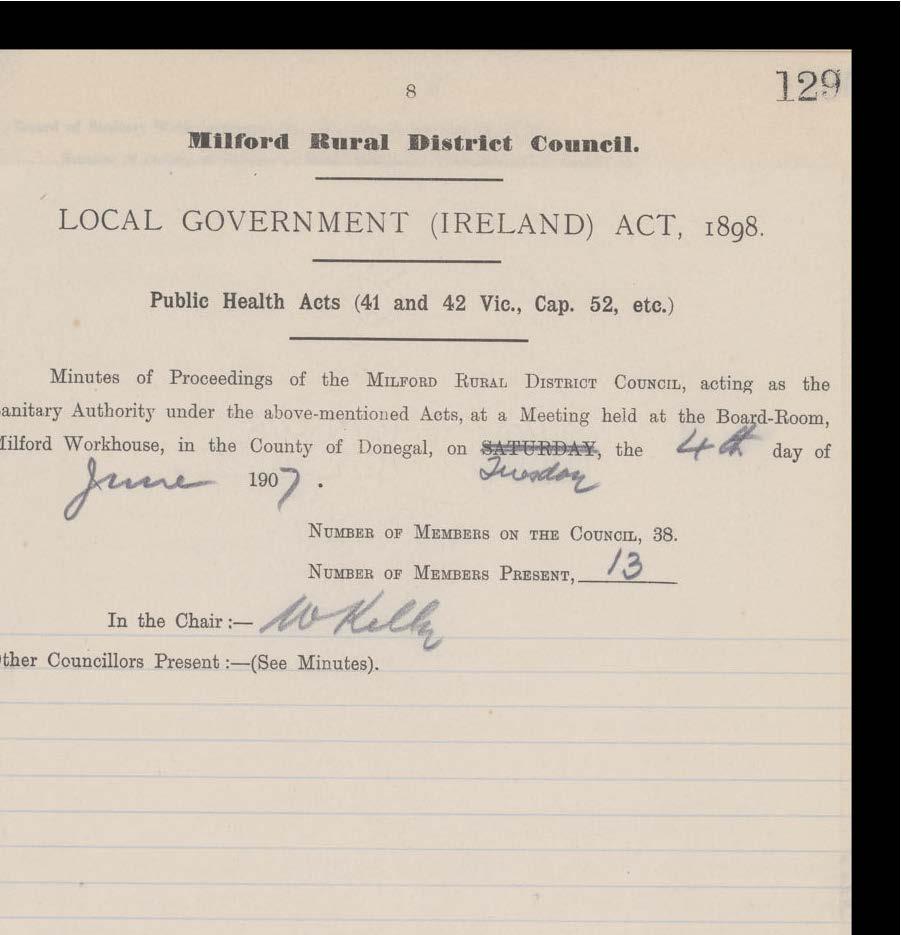 129
8
Milford Rural District Council.
LOCAL GOVERNMENT (IRELAND) ACT, 1898.
Public Health Acts (41 and 42 Vic., Cap. 52, etc.)
Minutes of Proceedings of the MILFORD RURAL DISTRICT COUNCIL, acting as the
anitary Authority under the above-mentioned Acts, at a Meeting held at the Board-Room,
Milford Workhouse, in the County of Donegal, on SATURDAY, the 4th day of
Tuesday
June 1907.
NUMBER OF MEMBERS ON THE COUNCIL, 38.
NUMBER OF MEMBERS PRESENT, 13
In the Chair :— W Kelly
ther Councillors Present :—(See Minutes).